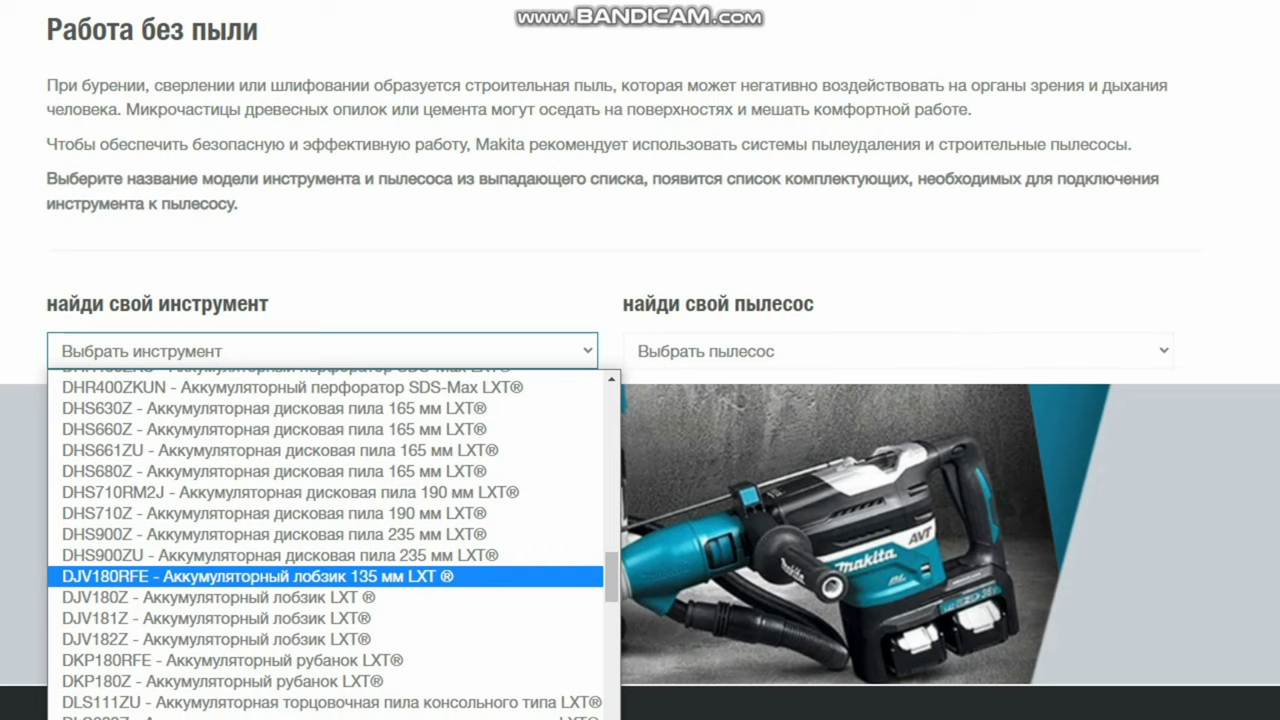 www.BANDICAM.com
Работа без пыли
При бурении, сверлении или шлифовании образуется строительная пыль, которая может негативно воздействовать на органы зрения и дыхания
человека. Микрочастицы древесных опилок или цемента могут оседать на поверхностях и мешать комфортной работе.
Чтобы обеспечить безопасную и эффективную работу, Makita рекомендует использовать системы пылеудаления и строительные пылесосы.
Выберите название модели инструмента и пылесоса из выпадающего списка, появится список комплектующих, необходимых для подключения
инструмента к пылесосу.
найди свой инструмент
найди свой пылесос
Выбрать инструмент
Выбрать пылесос
DHR400ZKUN - Аккумуляторный перфоратор SDS-Max LXT®
DHS630Z - Аккумуляторная дисковая пила 165 мм LXT®
DHS660Z - Аккумуляторная дисковая пила 165 мм LXT®
DHS661ZU - Аккумуляторная дисковая пила 165 мм LXT®
DHS680Z - Аккумуляторная дисковая пила 165 мм LXT®
DHS710RM2J - Аккумуляторная дисковая пила 190 мм LXT®
DHS710Z - Аккумуляторная дисковая пила 190 мм LXT®
DHS900Z - Аккумуляторная дисковая пила 235 мм LXT®
DHS900ZU - Аккумуляторная дисковая пила 235 мм LXT®
DJV180RFE - Аккумуляторный лобзик 135 мм LXT ®
DJV180Z - Аккумуляторный лобзик LXT ®
DJV181Z - Аккумуляторный лобзик LXT®
DJV182Z - Аккумуляторный лобзик LXT®
DKP180RFE - Аккумуляторный рубанок LXT®
DKP180Z - Аккумуляторный рубанок LXT®
DLS111ZU - Аккумуляторная торцовочная пила консольного типа LXT®
AVT
makita